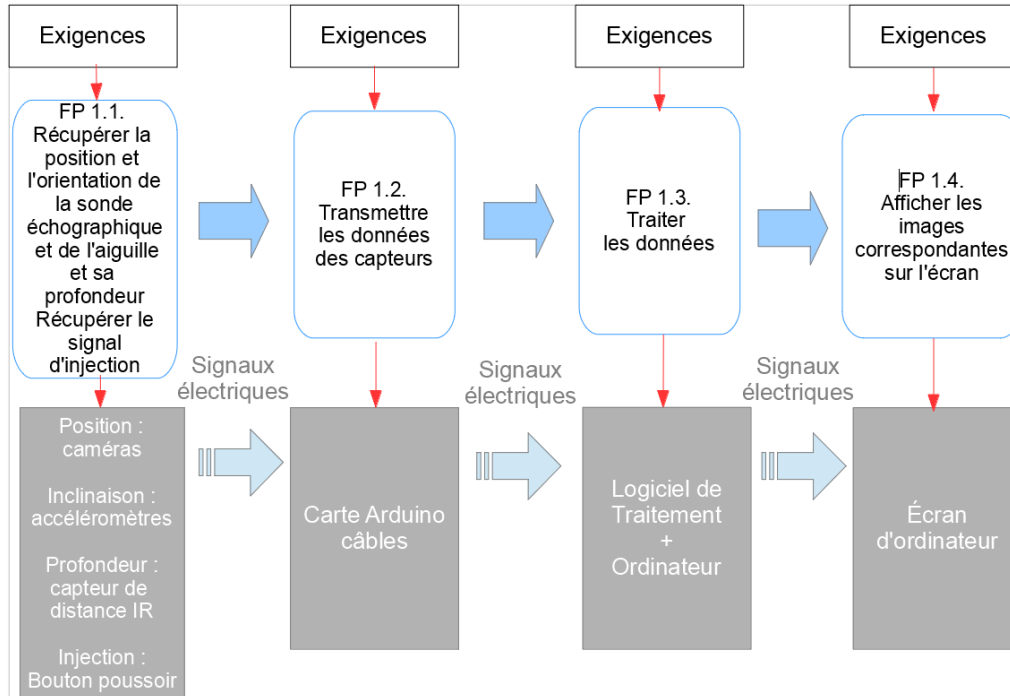 Exigences
Exigences
Exigences
Exigences
FP 1.1.
Récupérer la
position et
l'orientation de
la sonde
échographique
et de l'aiguille
et sa
profondeur
Récupérer le
signal
d'injection
FP 1.2.
Transmettre
les données
des capteurs
FP 1.3.
Traiter
les données
FP 1.4.
Afficher les
images
correspondantes
sur l'écran
Signaux
électriques
Signaux
électriques
Signaux
électriques
Position :
caméras
Inclinaison :
accéléromètres
Profondeur :
capteur de
distance IR
Injection :
Bouton poussoir
Carte Arduino
câbles
Logiciel de
Traitement
+
Ordinateur
Écran
d'ordinateur